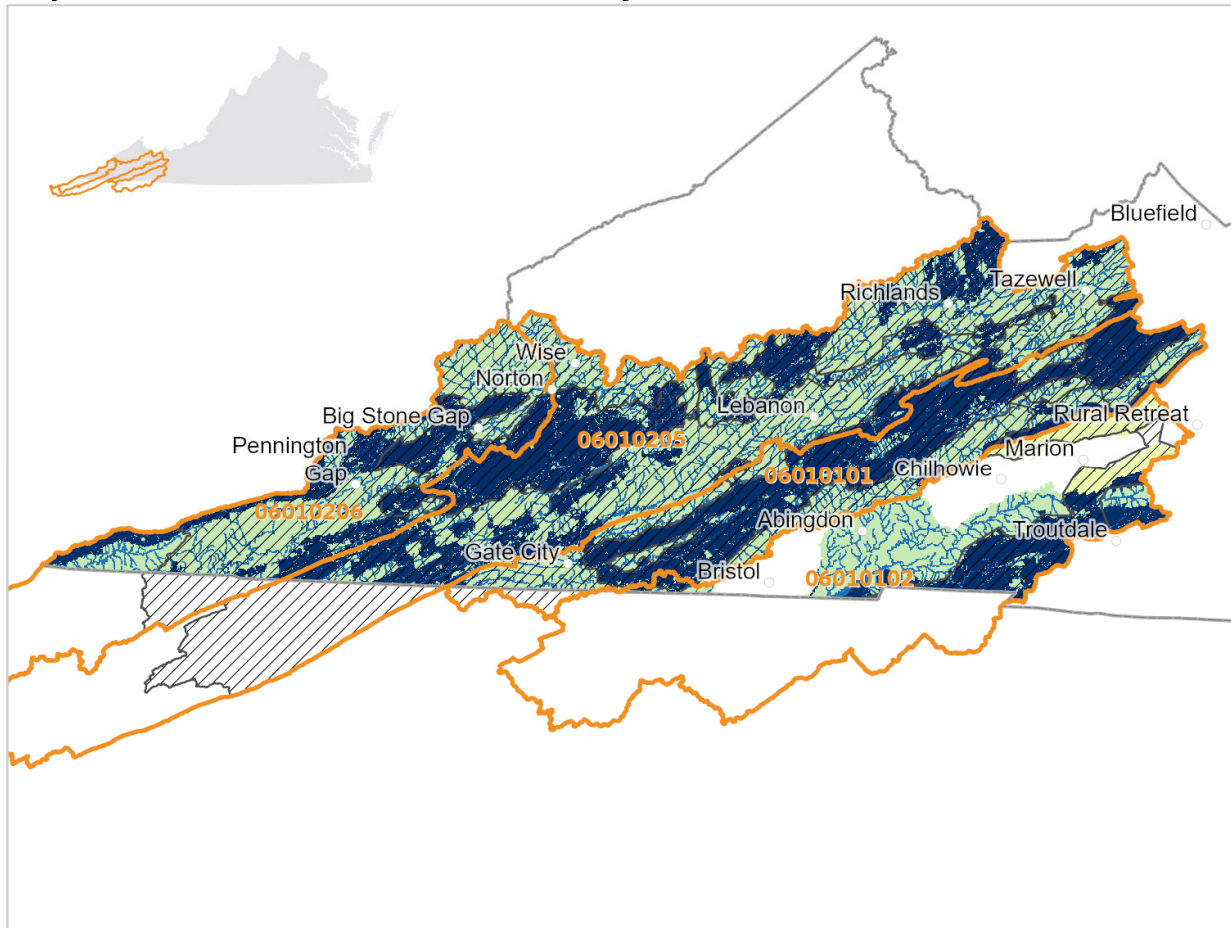 Bluefield
Tazewell
Richlands
Wise
Norton
Lebanon
Big Stone Gap
Rural Retreat
06010205
Pennington
Gap
Marion
06010101
Chilhowie
06010206
Abingdon
Troutdale
Gate City
Bristol
06010102